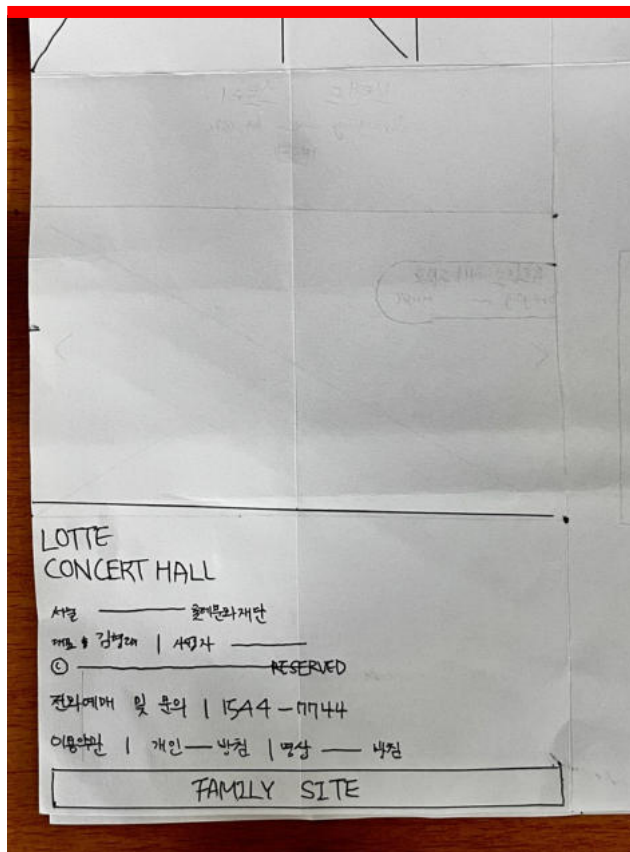 LOTTE
CONCERT HALL
서울 ——— 롯데문화재단
대표 김형태 | 사업자 ———
© ——— RESERVED
전화예매 및 문의 | 1544-7744
이용약관 | 개인 — 방침 | 영상 — 방침
FAMILY SITE